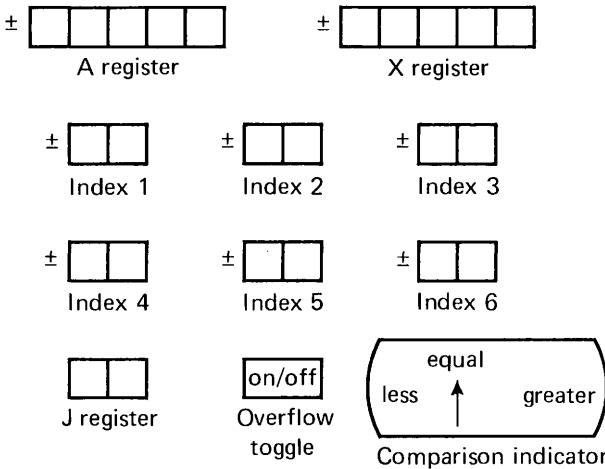 ± ±
A register X register
± ± ±
Index 1 Index 2 Index 3
± ± ±
Index 4 Index 5 Index 6
on/off
equal
less greater
J register Overflow
toggle
Comparison indicator